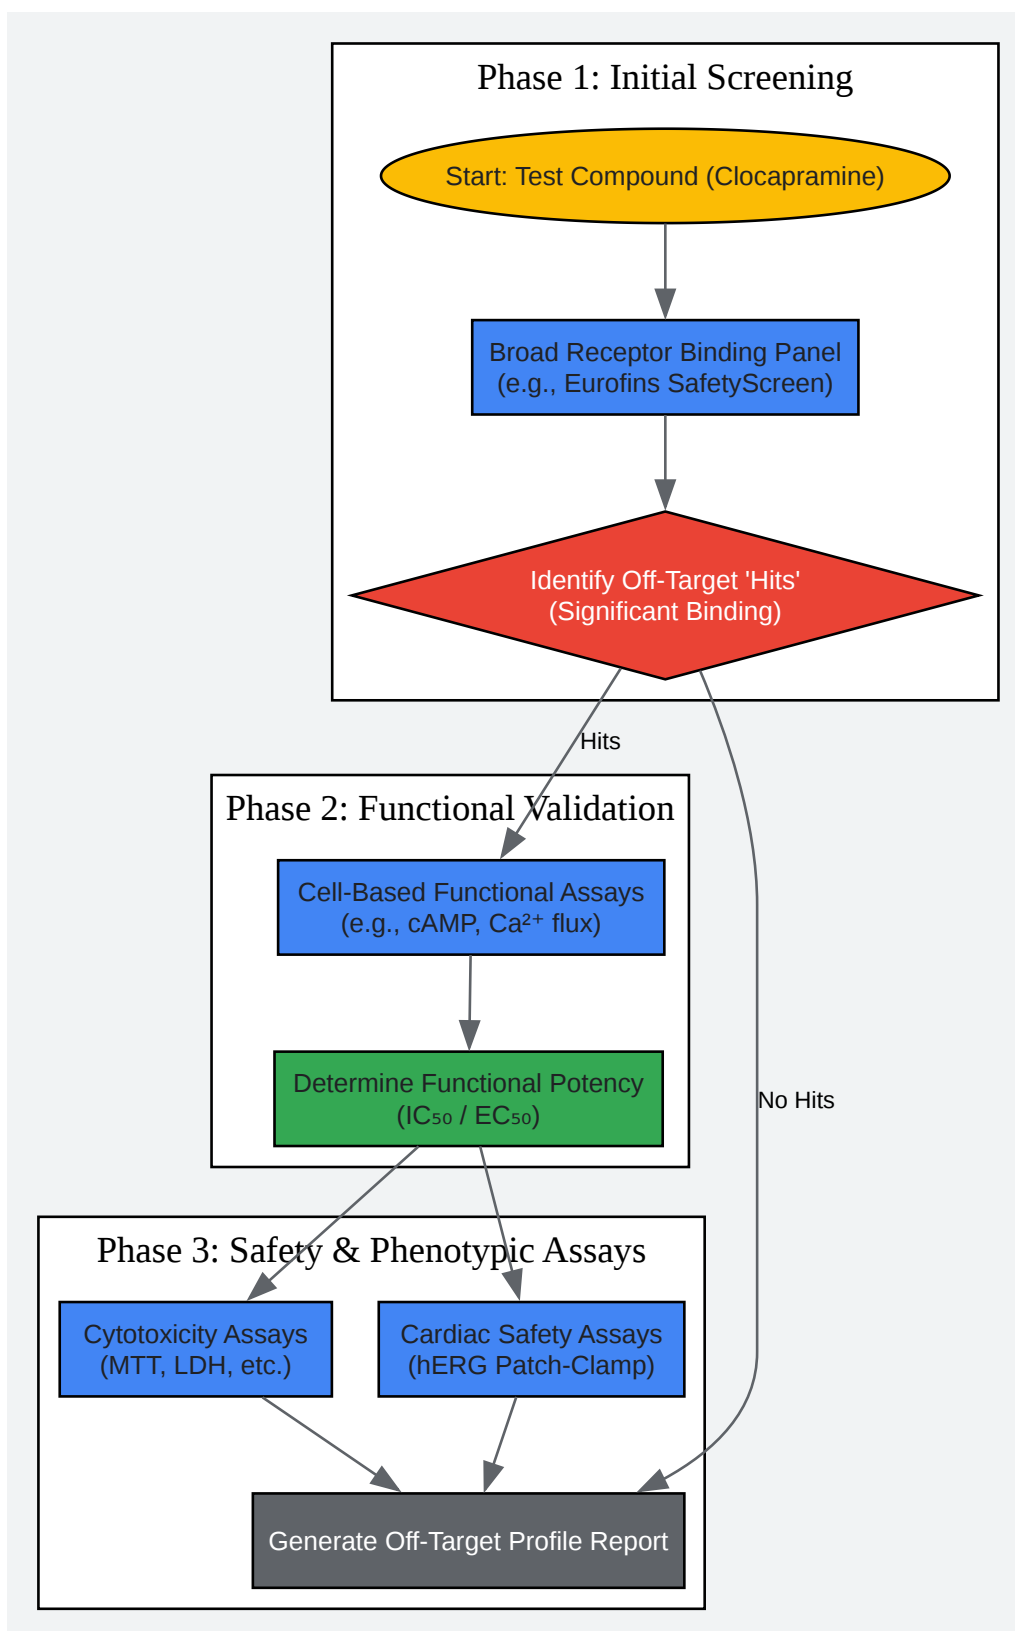 Phase 1: Initial Screening
Start: Test Compound (Clocapramine)
Broad Receptor Binding Panel
(e.g., Eurofins SafetyScreen)
Identify Off-Target 'Hits'
(Significant Binding)
Hits
Phase 2: Functional Validation
Cell-Based Functional Assays
(e.g., cAMP, Ca²⁺ flux)
Determine Functional Potency
(IC₅₀ / EC₅₀)
No Hits
Phase 3: Safety & Phenotypic Assays
Cytotoxicity Assays
(MTT, LDH, etc.)
Cardiac Safety Assays
(hERG Patch-Clamp)
Generate Off-Target Profile Report